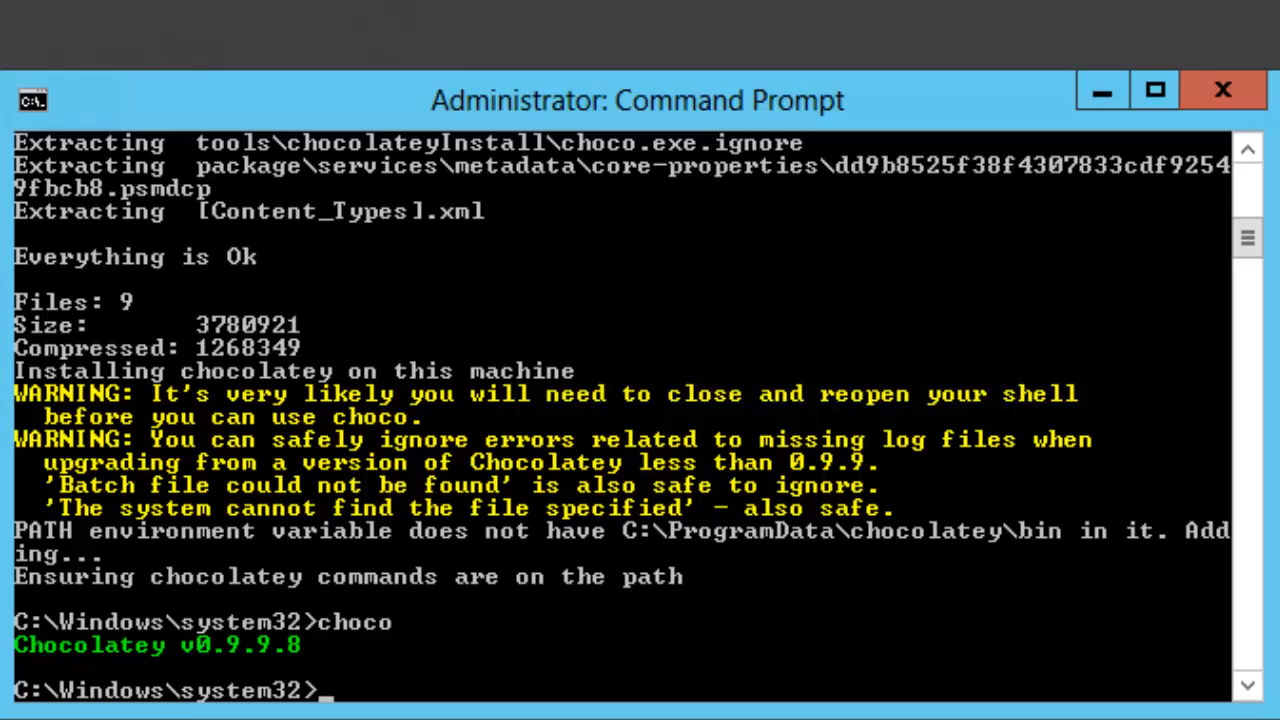 Administrator: Command Prompt
C:\.
Extracting  tools\chocolateyInstall\choco.exe.ignore
Extracting  package\services\metadata\core-properties\dd9b8525f38f4307833cdf9254
9fbcb8.psmdcp
Extracting  [Content_Types].xml
Everything is Ok
Files: 9
Size:       3780921
Compressed: 1268349
Installing chocolatey on this machine
WARNING: It's very likely you will need to close and reopen your shell
  before you can use choco.
WARNING: You can safely ignore errors related to missing log files when
  upgrading from a version of Chocolatey less than 0.9.9.
  'Batch file could not be found' is also safe to ignore.
  'The system cannot find the file specified' - also safe.
PATH environment variable does not have C:\ProgramData\chocolatey\bin in it. Add
ing...
Ensuring chocolatey commands are on the path
C:\Windows\system32>choco
Chocolatey v0.9.9.8
C:\Windows\system32>_